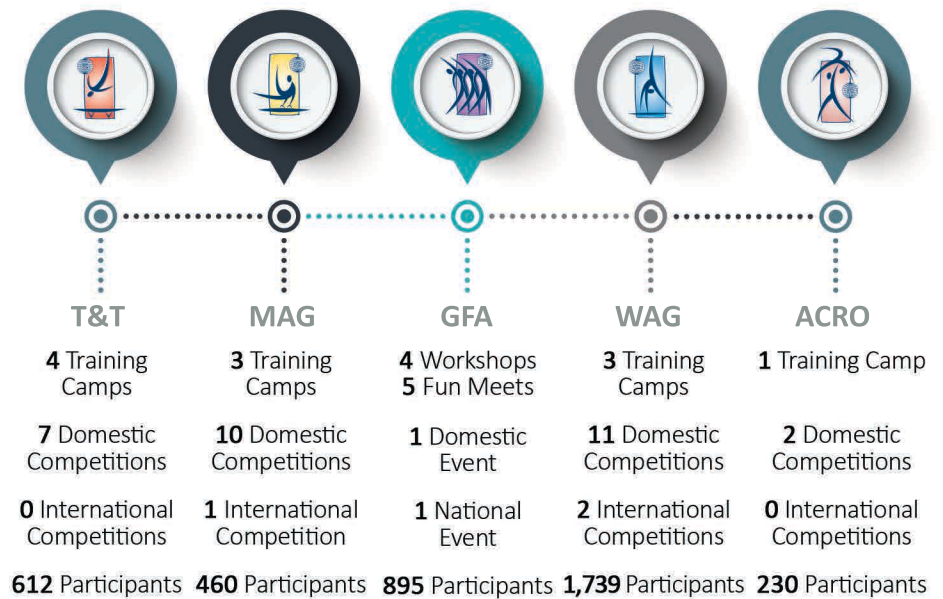 T&T
4 Training
Camps
7 Domestic
Competitions
0 International
Competitions
612 Participants
MAG
3 Training
Camps
10 Domestic
Competitions
1 International
Competition
460 Participants
GFA
4 Workshops
5 Fun Meets
1 Domestic
Event
1 National
Event
895 Participants
WAG
3 Training
Camps
11 Domestic
Competitions
2 International
Competitions
1,739 Participants
ACRO
1 Training Camp
2 Domestic
Competitions
0 International
Competitions
230 Participants